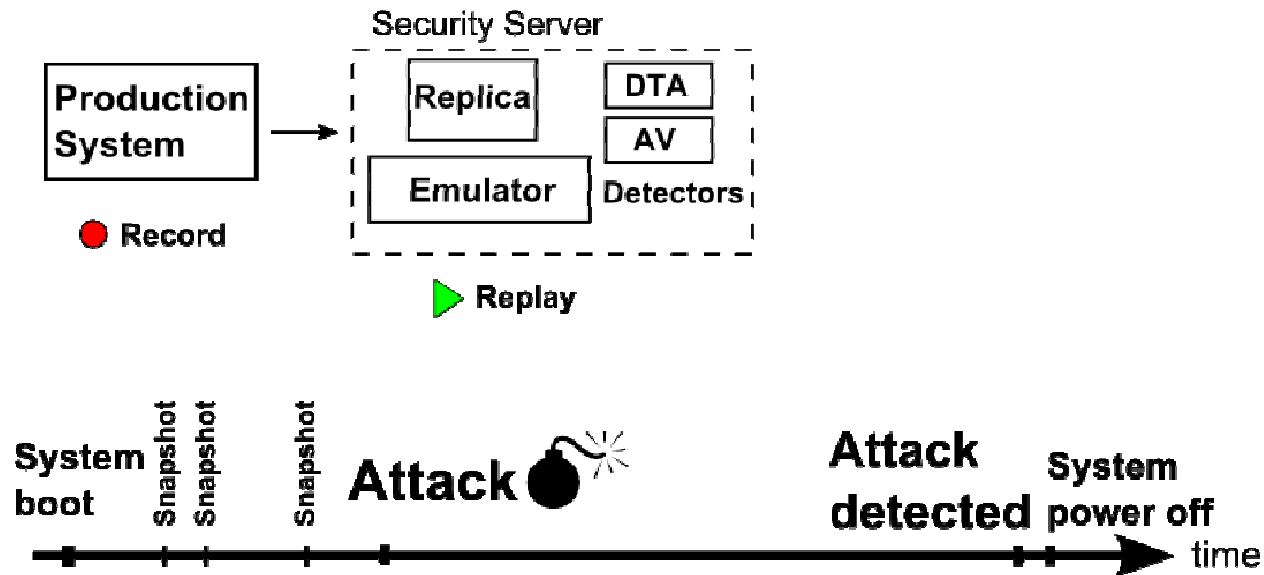 Security Server
Production
System
Replica
DTA
AV
Emulator
Detectors
Record
Replay
System
boot
Snapshot
Snapshot
Snapshot
Attack
Attack
detected
System
power off
time